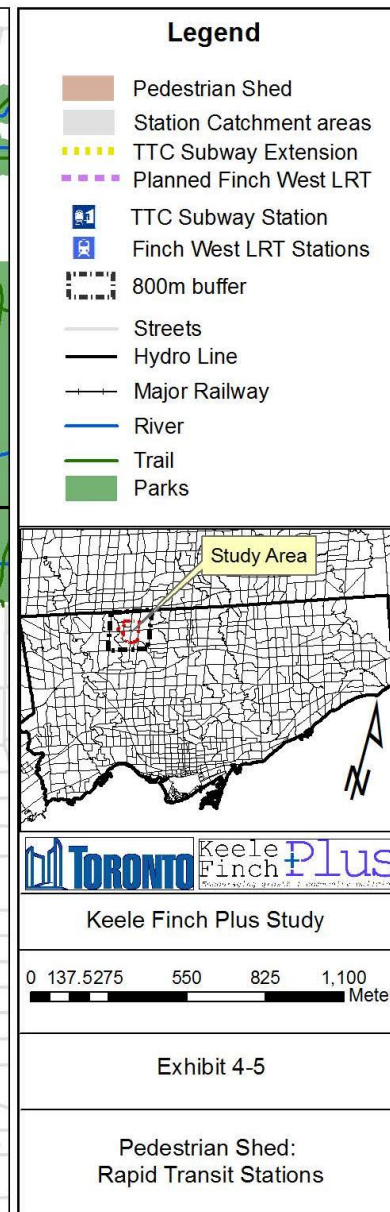 Legend
Pedestrian Shed
Station Catchment areas
TTC Subway Extension
Planned Finch West LRT
TTC Subway Station
Finch West LRT Stations
800m buffer
Streets
Hydro Line
Major Railway
River
Trail
Parks
Study Area
N
TORONTO
Keele
Finch Plus
Keele Finch Plus Study
0 137.5275 550 825 1,100
Mete
Exhibit 4-5
Pedestrian Shed:
Rapid Transit Stations